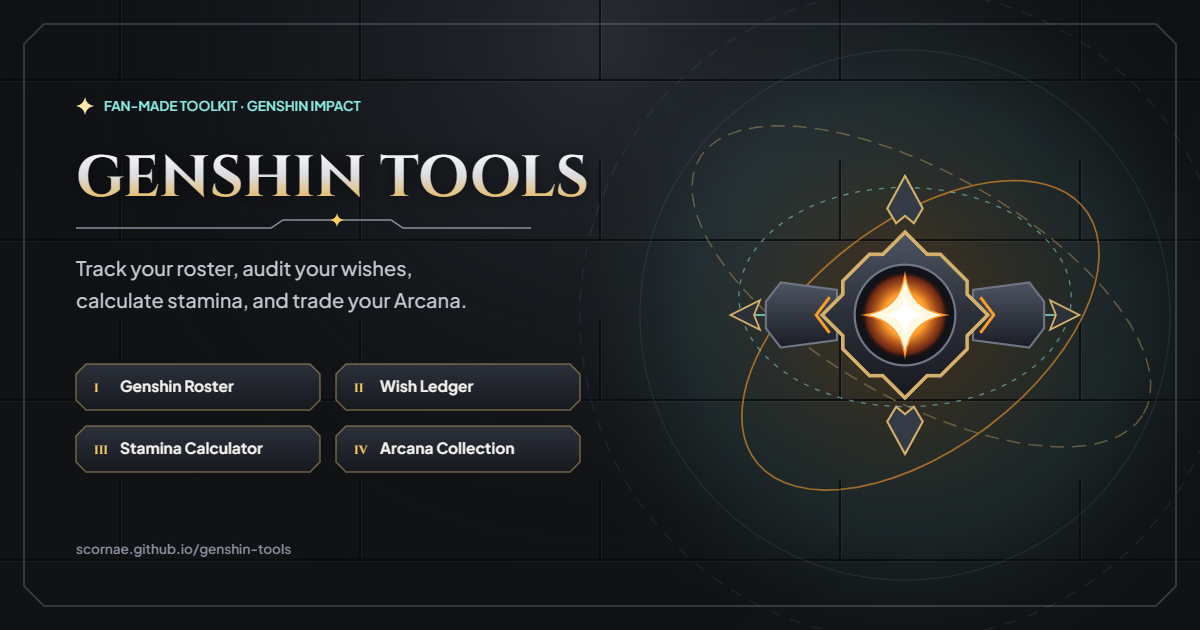 FAN-MADE TOOLKIT · GENSHIN IMPACT
GENSHIN TOOLS
Track your roster, audit your wishes,
calculate stamina, and trade your Arcana.
I Genshin Roster
II Wish Ledger
III Stamina Calculator
IV Arcana Collection
scornae.github.io/genshin-tools